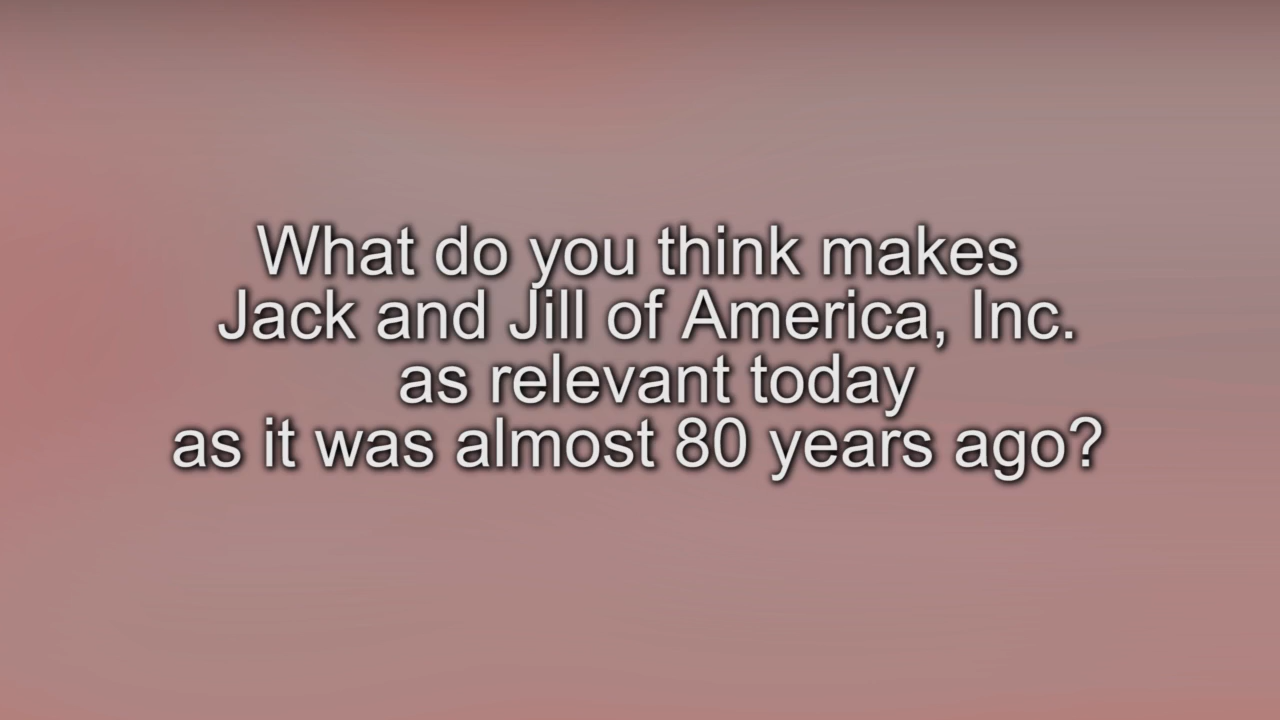 What do you think makes
Jack and Jill of America, Inc.
as relevant today
as it was almost 80 years ago?